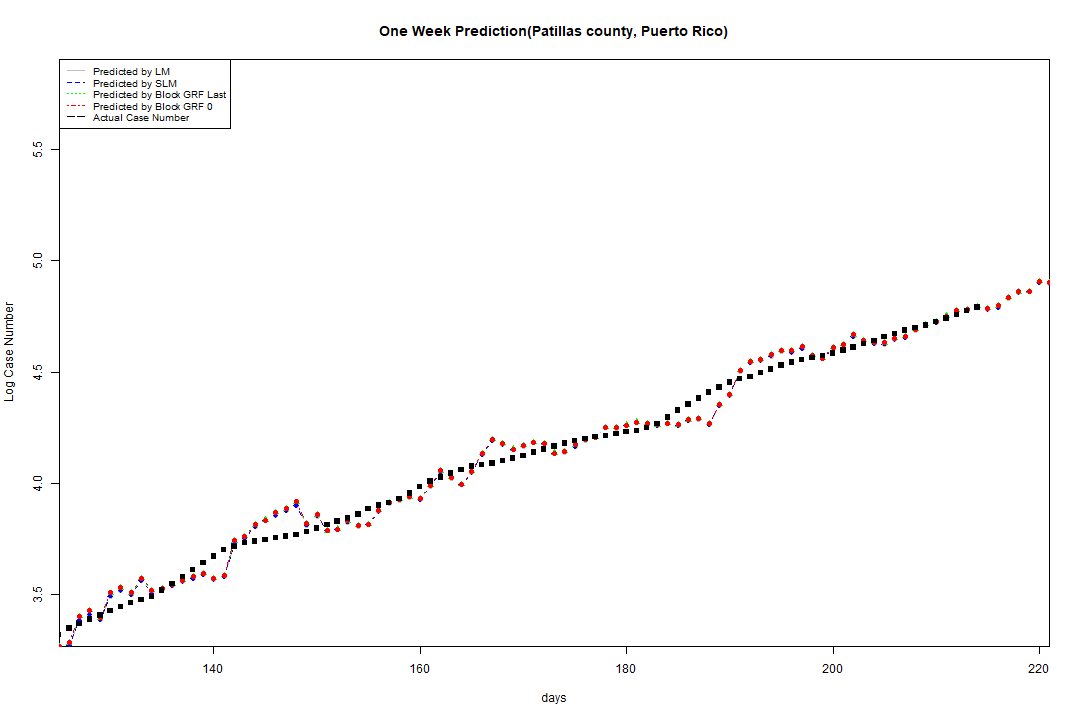 One Week Prediction(Patillas county, Puerto Rico)
Predicted by LM
Predicted by SLM
Predicted by Block GRF Last
Predicted by Block GRF 0
Actual Case Number
5.5
5.0
4.5
4.0
3.5
Log Case Number
140 160 180 200 220
days